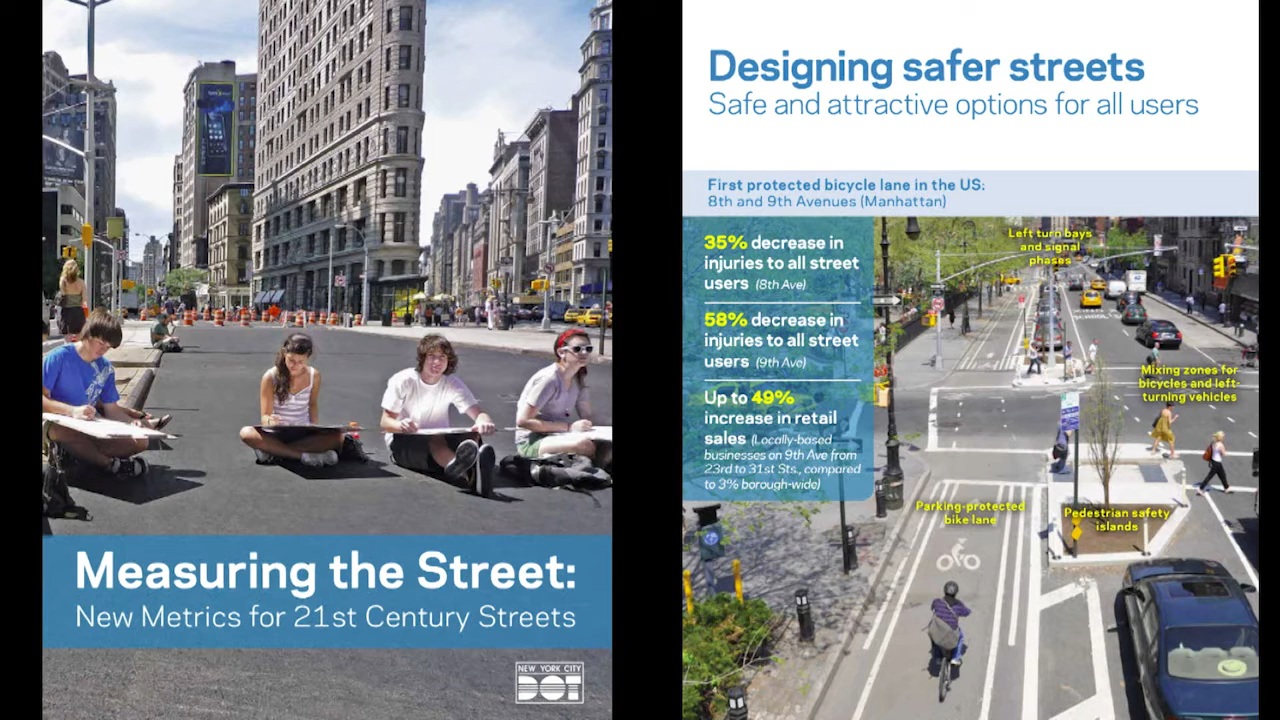 Measuring the Street:
New Metrics for 21st Century Streets
NEW YORK CITY
DOT
Designing safer streets
Safe and attractive options for all users
First protected bicycle lane in the US:
8th and 9th Avenues (Manhattan)
35% decrease in
injuries to all street
users (8th Ave)
58% decrease in
injuries to all street
users (9th Ave)
Up to 49%
increase in retail
sales (Locally-based
businesses on 9th Ave from
23rd to 31st Sts., compared
to 3% borough-wide)
Left turn bays
and signal
phases
Mixing zones for
bicycles and left-
turning vehicles
Parking-protected
bike lane
Pedestrian safety
islands